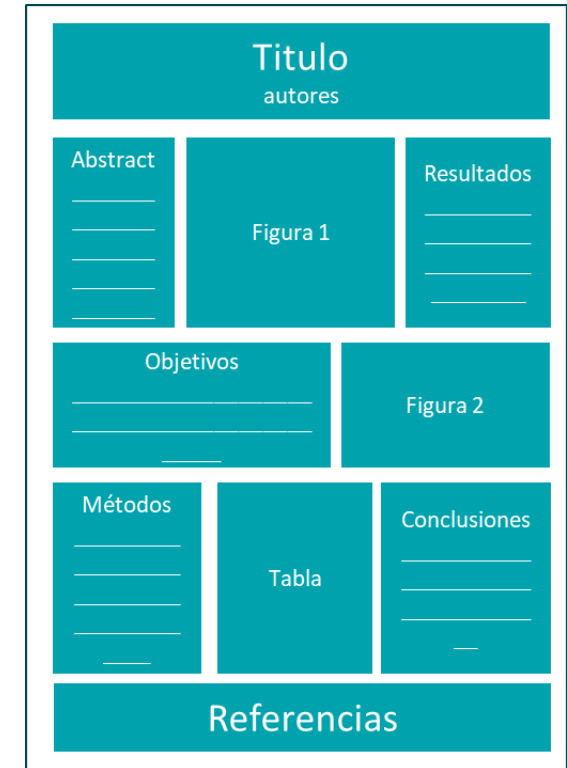 Titulo
autores
Abstract
Figura 1
Resultados
Objetivos
Figura 2
Métodos
Tabla
Conclusiones
Referencias